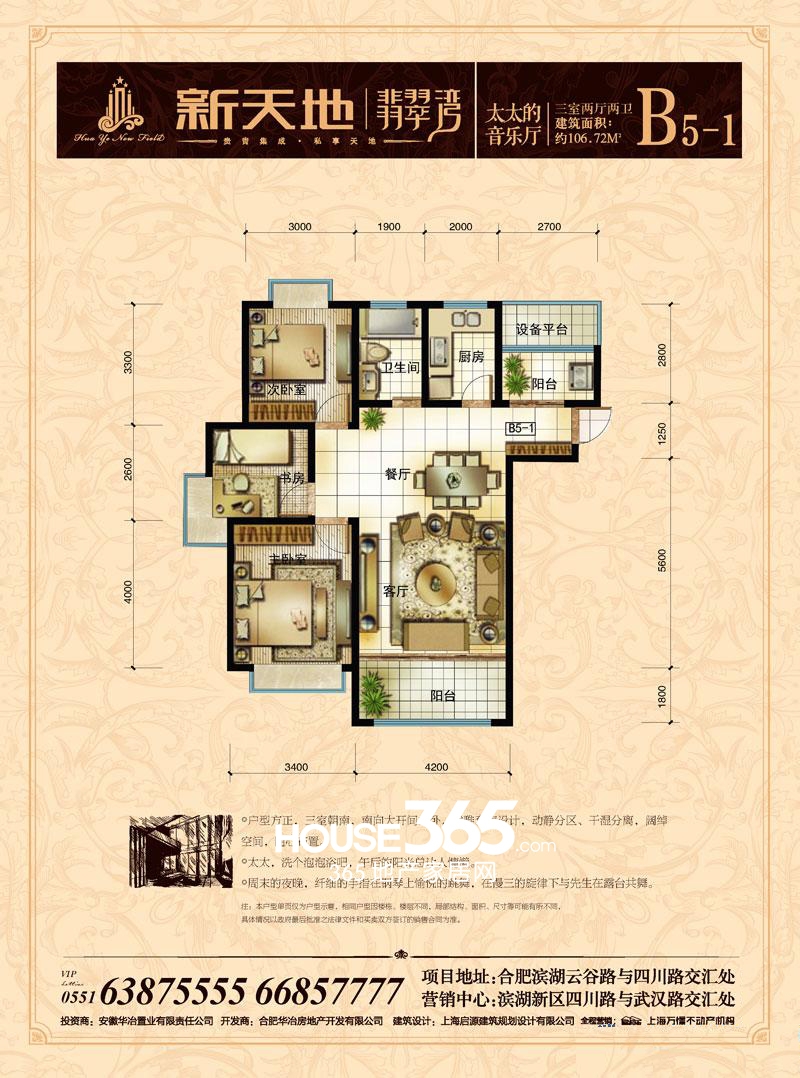 Hua Ye New Field
新天地 翡翠湾
贵胄集成·私享天地
太太的
音乐厅
三室两厅两卫
建筑面积:
约106.72M²
B5-1
3000 1900 2000 2700
3300
2600
4000
2800
1250
5600
1800
设备平台
次卧室
卫生间
厨房
阳台
B5-1
书房
餐厅
主卧室
客厅
阳台
3400 4200
户型方正,三室朝南,南向大开间
设计,动静分区、干湿分离,阔绰
空间
太太,洗个泡泡浴吧,午后的阳
周末的夜晚,纤细的手指在钢琴上愉悦的跳舞,在漫三的旋律下与先生在露台共舞。
HOUSE365.com
365地产家居网
注:本户型单页仅为户型示意,相同户型因楼栋、楼层不同,局部结构、面积、尺寸等可能有所不同,
具体情况以政府最后批准之法律文件和买卖双方签订的销售合同为准。
VIP
0551 63875555 66857777
项目地址:合肥滨湖云谷路与四川路交汇处
营销中心:滨湖新区四川路与武汉路交汇处
投资商:安徽华冶置业有限责任公司 开发商:合肥华冶房地产开发有限公司 建筑设计:上海启源建筑规划设计有限公司 全程营销: 上海万隆不动产机构